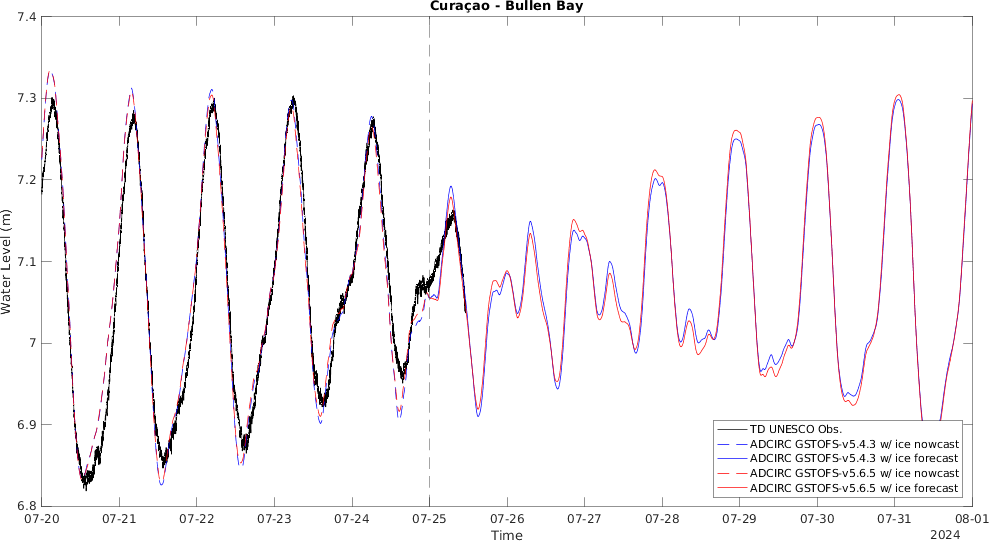 Curaçao - Bullen Bay
7.4
7.3
7.2
7.1
7
6.9
6.8
Water Level (m)
07-20
07-21
07-22
07-23
07-24
07-25
07-26
07-27
07-28
07-29
07-30
07-31
08-01
Time
2024
TD UNESCO Obs.
ADCIRC GSTOFS-v5.4.3 w/ ice nowcast
ADCIRC GSTOFS-v5.4.3 w/ ice forecast
ADCIRC GSTOFS-v5.6.5 w/ ice nowcast
ADCIRC GSTOFS-v5.6.5 w/ ice forecast